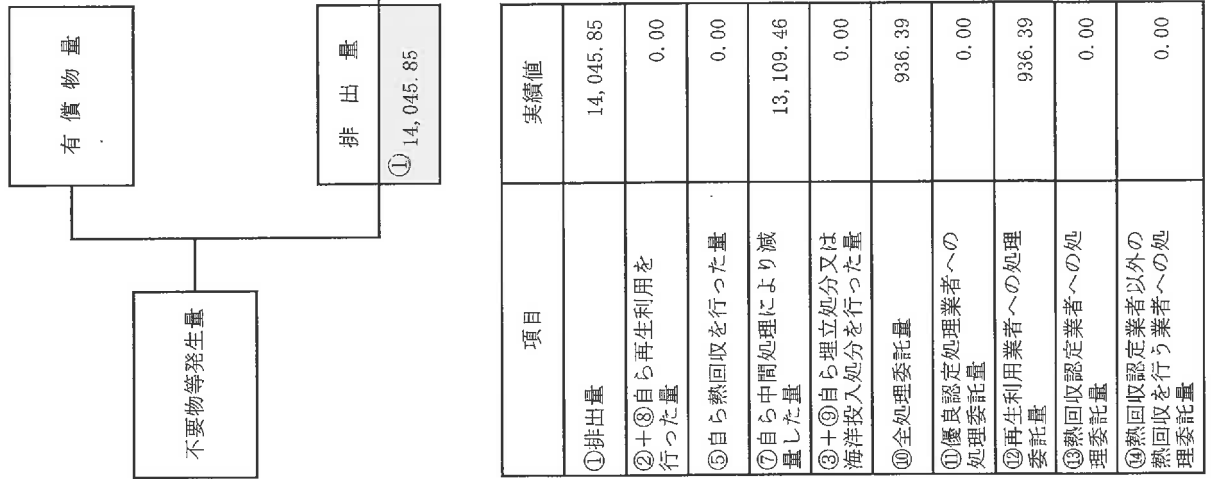 有償物量
不要物等発生量
排出量
①
14,045.85
項目
実績値
①排出量
14,045.85
②+⑧自ら再生利用を
行った量
0.00
⑤自ら熱回収を行った量
0.00
⑦自ら中間処理により減
量した量
13,109.46
③+⑨自ら埋立処分又は
海洋投入処分を行った量
0.00
⑩全処理委託量
936.39
⑪優良認定処理業者への
処理委託量
0.00
⑫再生利用業者への処理
委託量
936.39
⑬熱回収認定業者への処
理委託量
0.00
⑭熱回収認定業者以外の
熱回収を行う業者への処
理委託量
0.00